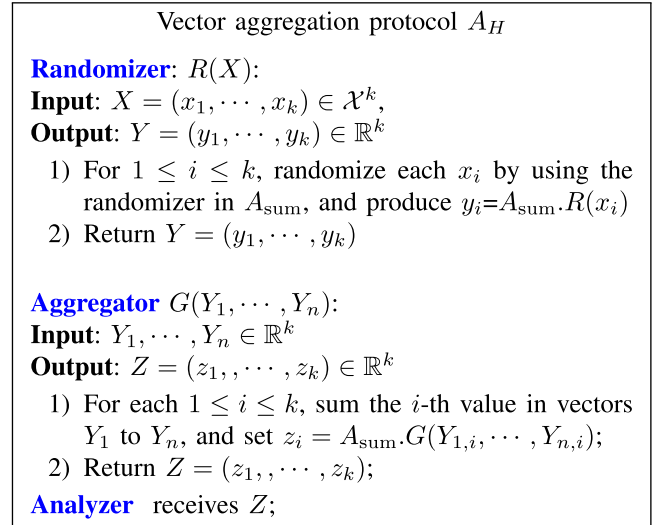 Vector aggregation protocol A_H
Randomizer: R(X):
Input: X = (x_1, ⋯ , x_k) ∈ 𝒳^k,
Output: Y = (y_1, ⋯ , y_k) ∈ ℝ^k
1) For 1 ≤ i ≤ k, randomize each x_i by using the
randomizer in A_sum, and produce y_i=A_sum.R(x_i)
2) Return Y = (y_1, ⋯ , y_k)
Aggregator G(Y_1, ⋯ , Y_n):
Input: Y_1, ⋯ , Y_n ∈ ℝ^k
Output: Z = (z_1, , ⋯ , z_k) ∈ ℝ^k
1) For each 1 ≤ i ≤ k, sum the i-th value in vectors
Y_1 to Y_n, and set z_i = A_sum.G(Y_{1,i}, ⋯ , Y_{n,i});
2) Return Z = (z_1, , ⋯ , z_k);
Analyzer receives Z;